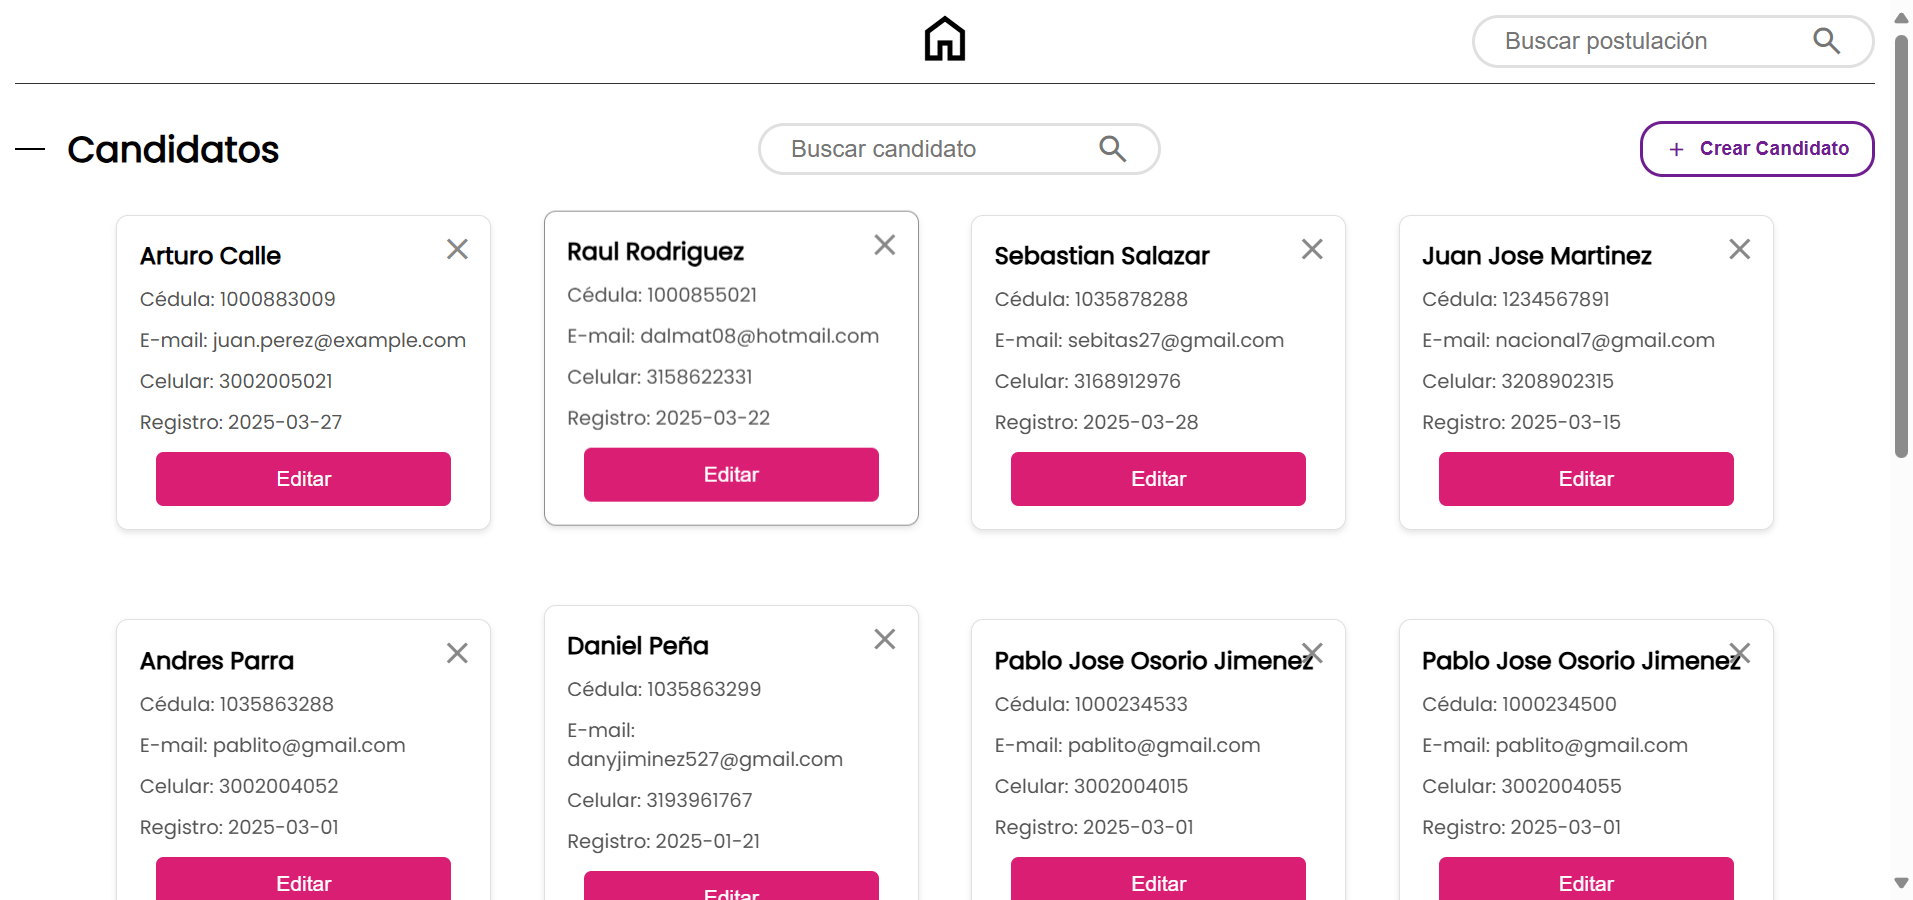 Buscar postulación
Candidatos
Buscar candidato
+ Crear Candidato
Arturo Calle
Cédula: 1000883009
E-mail: juan.perez@example.com
Celular: 3002005021
Registro: 2025-03-27
Editar
Raul Rodriguez
Cédula: 1000855021
E-mail: dalmat08@hotmail.com
Celular: 3158622331
Registro: 2025-03-22
Editar
Sebastian Salazar
Cédula: 1035878288
E-mail: sebitas27@gmail.com
Celular: 3168912976
Registro: 2025-03-28
Editar
Juan Jose Martinez
Cédula: 1234567891
E-mail: nacional7@gmail.com
Celular: 3208902315
Registro: 2025-03-15
Editar
Andres Parra
Cédula: 1035863288
E-mail: pablito@gmail.com
Celular: 3002004052
Registro: 2025-03-01
Editar
Daniel Peña
Cédula: 1035863299
E-mail:
danyjiminez527@gmail.com
Celular: 3193961767
Registro: 2025-01-21
Editar
Pablo Jose Osorio Jimenez
Cédula: 1000234533
E-mail: pablito@gmail.com
Celular: 3002004015
Registro: 2025-03-01
Editar
Pablo Jose Osorio Jimenez
Cédula: 1000234500
E-mail: pablito@gmail.com
Celular: 3002004055
Registro: 2025-03-01
Editar